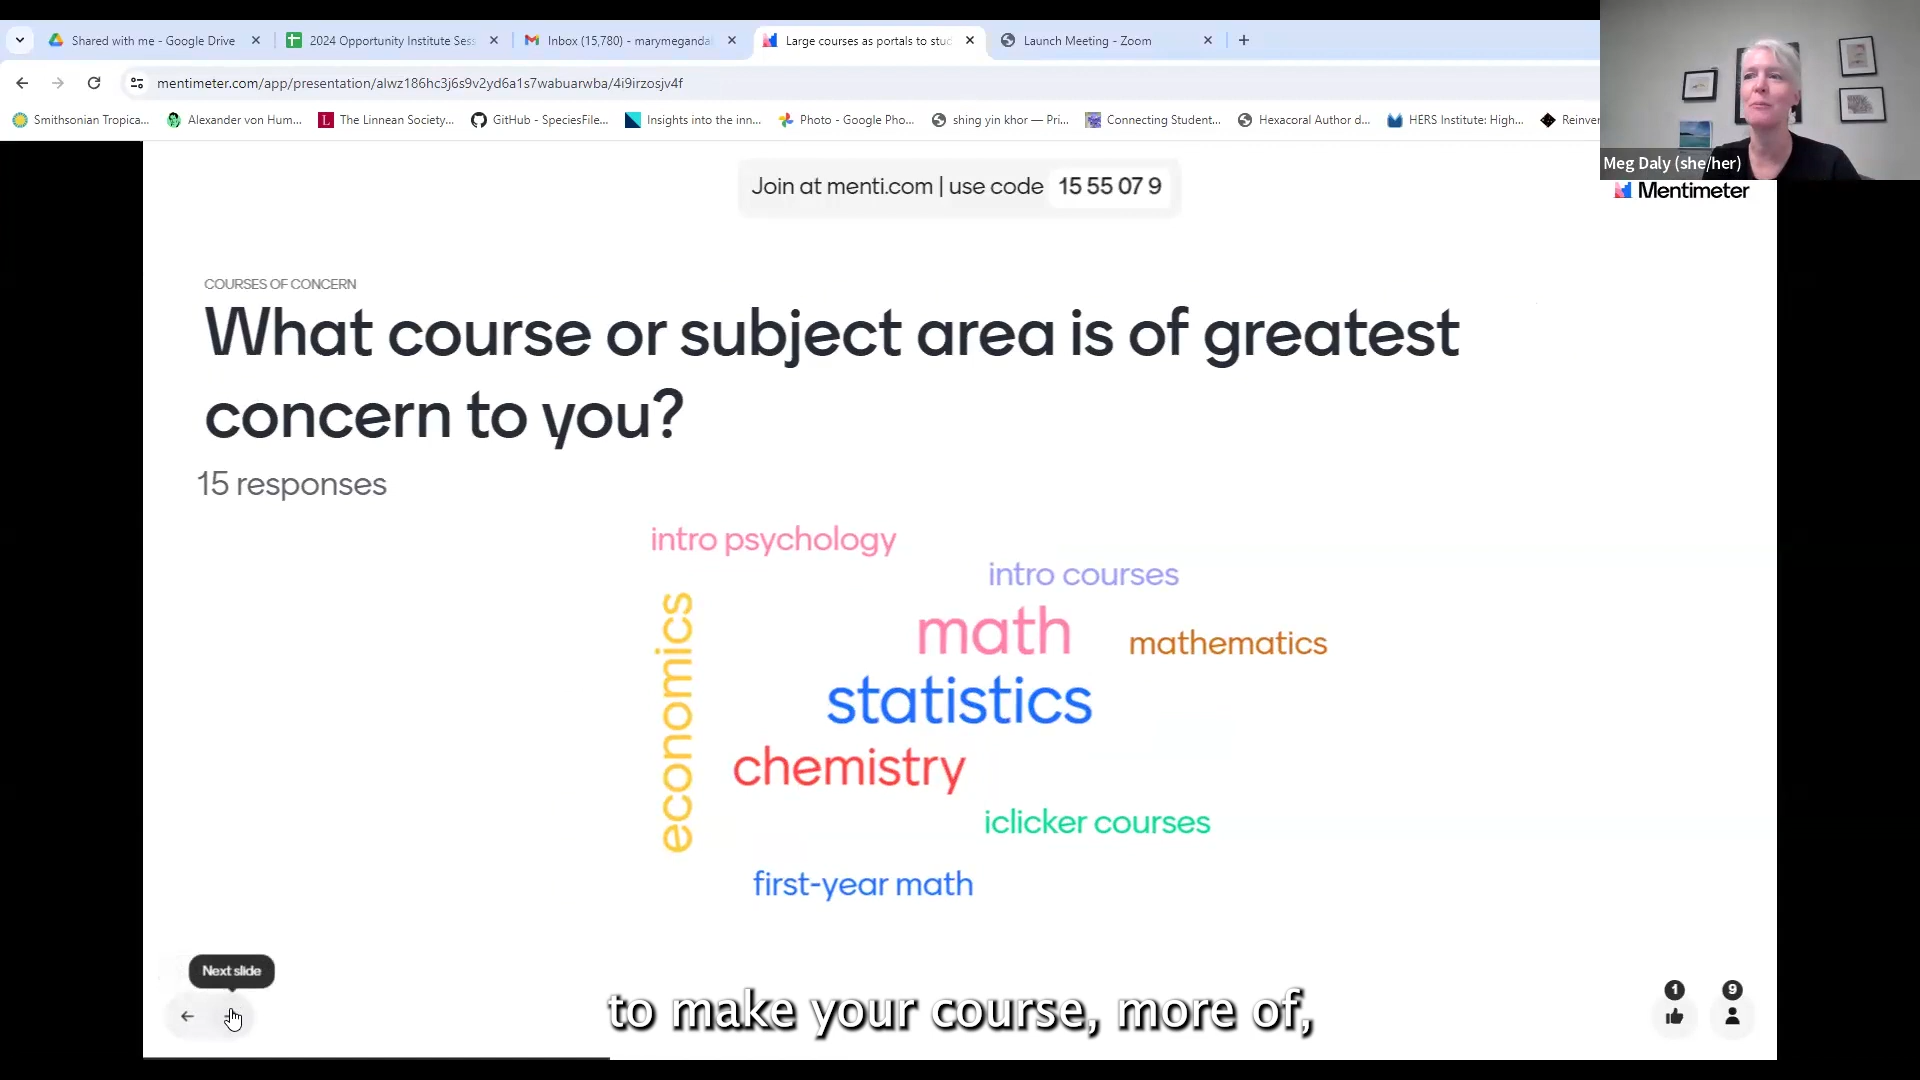 Shared with me - Google Drive
2024 Opportunity Institute Sess
Inbox (15,780) - marymeganda
Large courses as portals to stud
Launch Meeting - Zoom
mentimeter.com/app/presentation/alwz186hc3j6s9v2yd6a1s7wabuarwba/4i9irzosjv4f
Smithsonian Tropica...
Alexander von Hum...
The Linnean Society...
GitHub - SpeciesFile...
Insights into the inn...
Photo - Google Pho...
shing yin khor — Pri...
Connecting Student...
Hexacoral Author d...
HERS Institute: High...
Reinver
Meg Daly (she/her)
Mentimeter
Join at menti.com | use code 15 55 07 9
COURSES OF CONCERN
What course or subject area is of greatest
concern to you?
15 responses
intro psychology
intro courses
math
mathematics
economics
statistics
chemistry
iclicker courses
first-year math
Next slide
1
9
to make your course, more of,